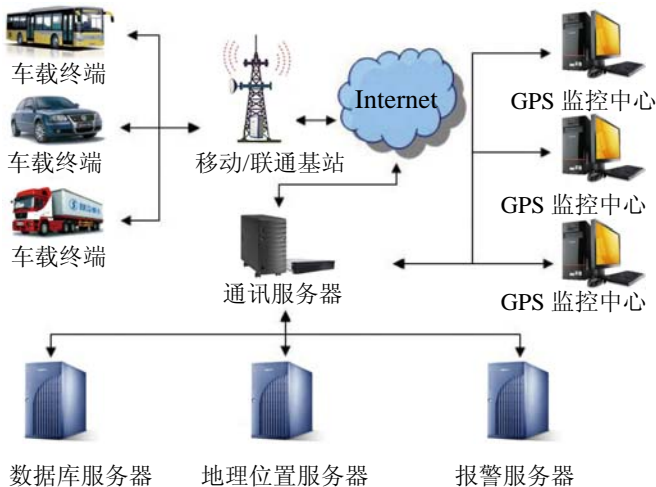 车载终端
Internet
GPS 监控中心
车载终端
移动/联通基站
GPS 监控中心
车载终端
通讯服务器
GPS 监控中心
数据库服务器
地理位置服务器
报警服务器